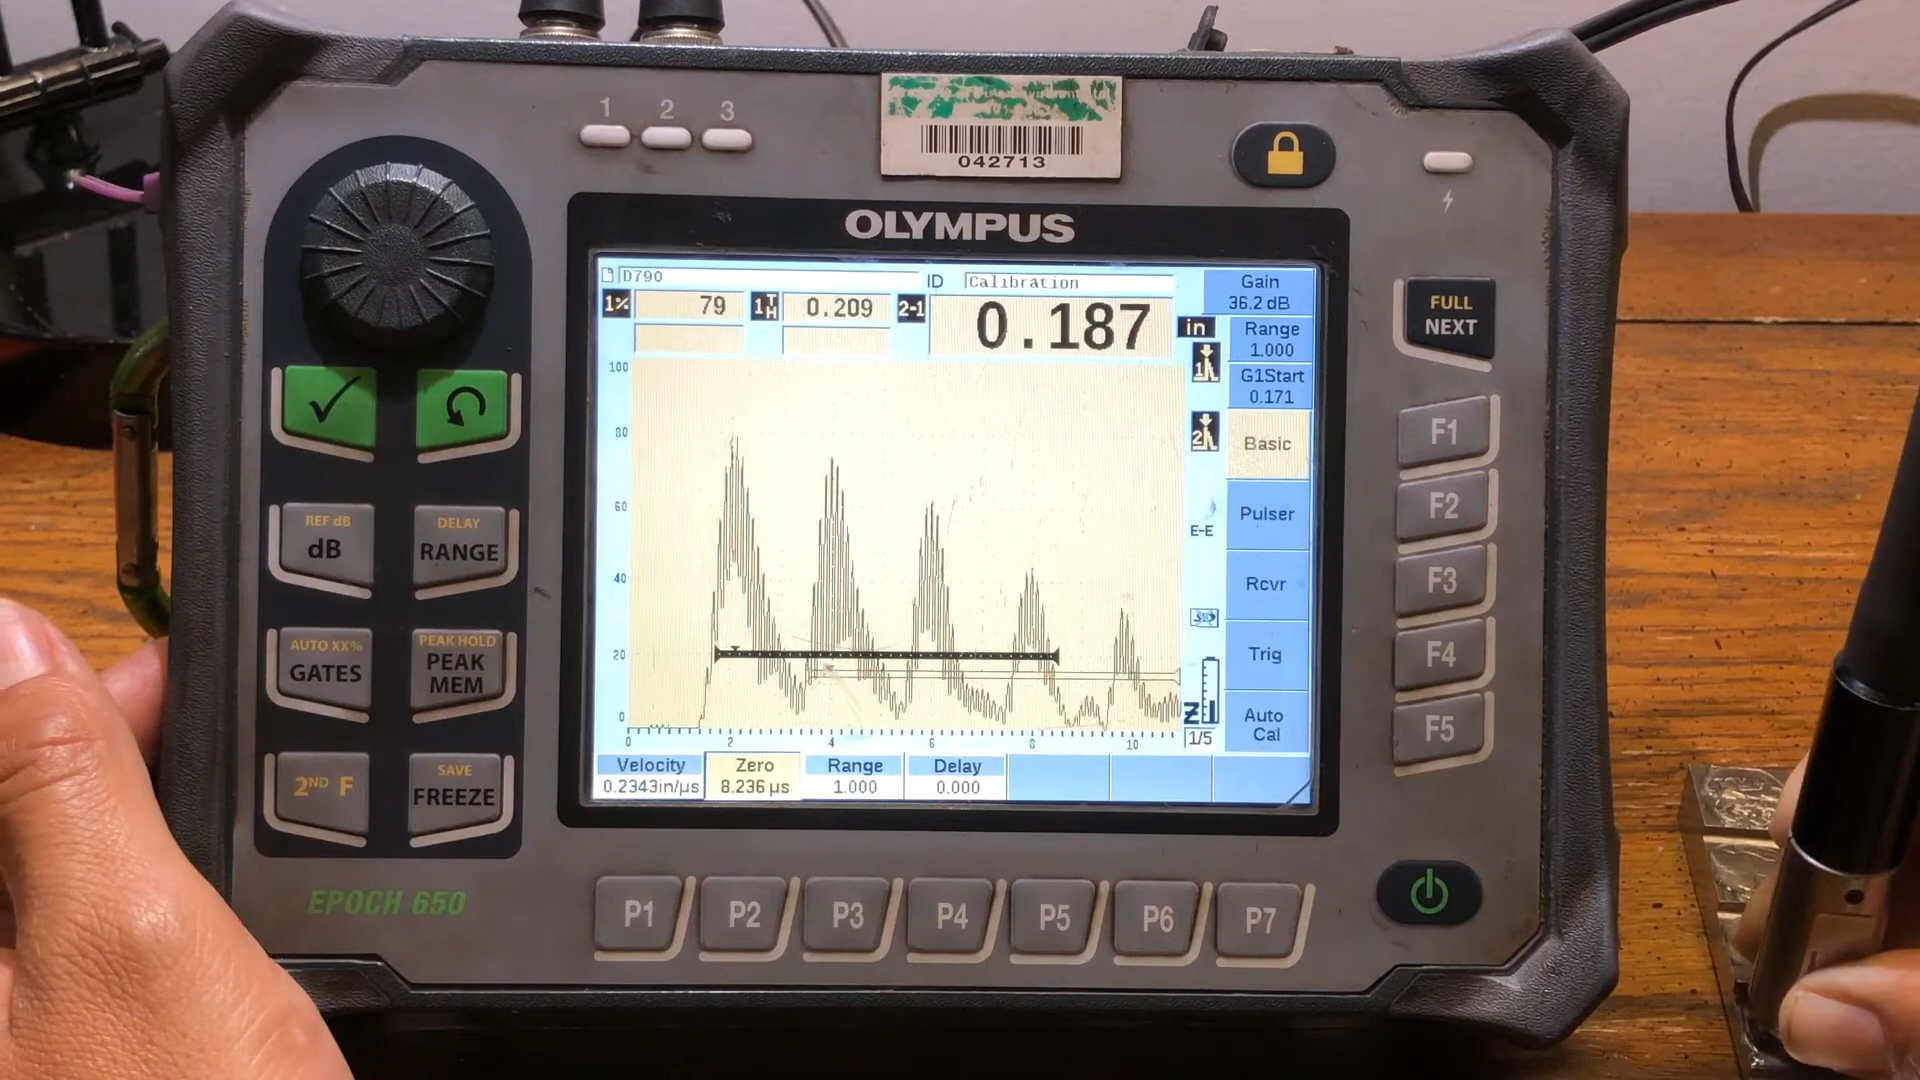 1 2 3
042713
OLYMPUS
D790
ID Calibration
1% 79 1TH 0.209 2-1 0.187 in
Gain
36.2 dB
Range
1.000
G1Start
0.171
Basic
Pulser
Rcvr
Trig
Auto
Cal
1
2
E-E
1/5
100
80
60
40
20
0
0 2 4 6 8 10
Velocity Zero Range Delay
0.2343in/µs 8.236 µs 1.000 0.000
REF dB
dB
DELAY
RANGE
AUTO XX%
GATES
PEAK HOLD
PEAK
MEM
2ND F
SAVE
FREEZE
FULL
NEXT
F1
F2
F3
F4
F5
EPOCH 650
P1 P2 P3 P4 P5 P6 P7